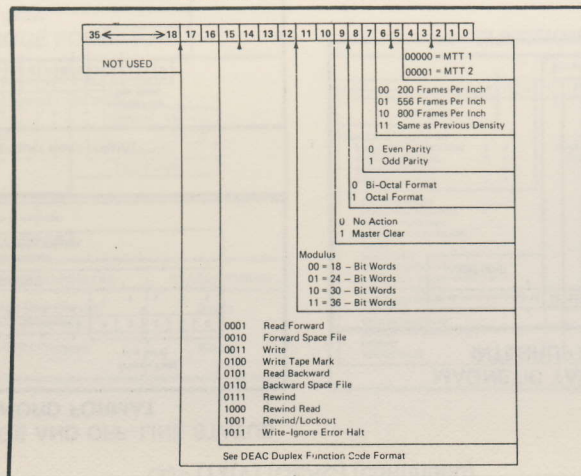 35 ←→ 18 17 16 15 14 13 12 11 10 9 8 7 6 5 4 3 2 1 0
NOT USED
00000 = MTT 1
00001 = MTT 2
00 200 Frames Per Inch
01 556 Frames Per Inch
10 800 Frames Per Inch
11 Same as Previous Density
0 Even Parity
1 Odd Parity
0 Bi-Octal Format
1 Octal Format
0 No Action
1 Master Clear
Modulus
00 = 18 – Bit Words
01 = 24 – Bit Words
10 = 30 – Bit Words
11 = 36 – Bit Words
0001 Read Forward
0010 Forward Space File
0011 Write
0100 Write Tape Mark
0101 Read Backward
0110 Backward Space File
0111 Rewind
1000 Rewind Read
1001 Rewind/Lockout
1011 Write-Ignore Error Halt
See DEAC Duplex Function Code Format